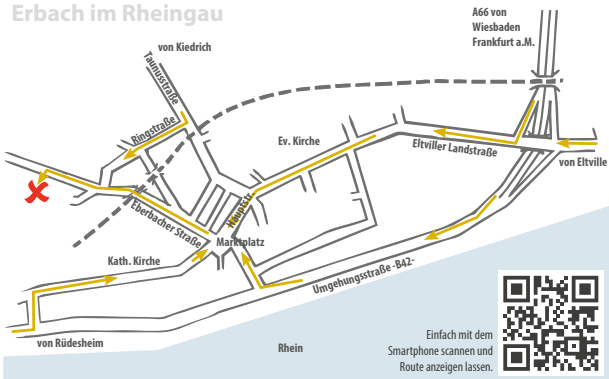 Erbach im Rheingau
A66 von
Wiesbaden
Frankfurt a.M.
von Kiedrich
Taunusstraße
Ringstraße
Ev. Kirche
Eltviller Landstraße
von Eltville
Hauptstr.
Eberbacher Straße
Marktplatz
Kath. Kirche
Umgehungsstraße -B42-
von Rüdesheim
Rhein
Einfach mit dem
Smartphone scannen und
Route anzeigen lassen.